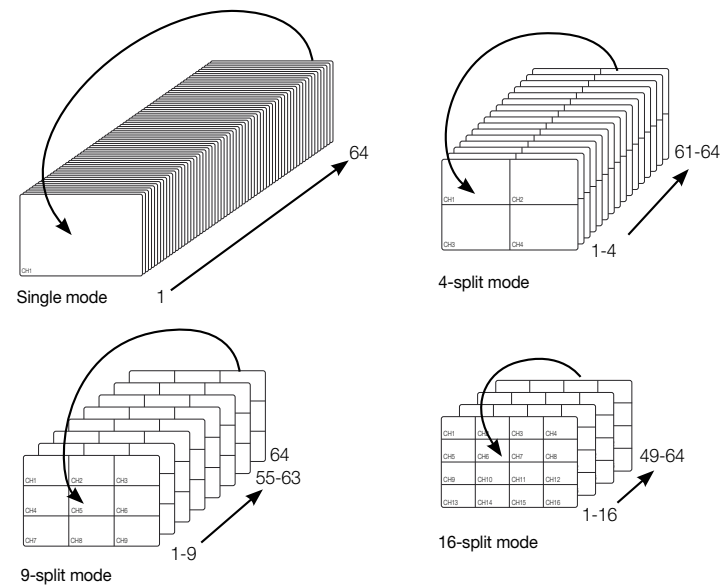 64
CH1
Single mode
1
61-64
CH1 CH2
CH3 CH4
1-4
4-split mode
64
55-63
CH1 CH2 CH3
CH4 CH5 CH6
CH7 CH8 CH9
1-9
9-split mode
49-64
CH1 CH2 CH3 CH4
CH5 CH6 CH7 CH8
CH9 CH10 CH11 CH12
CH13 CH14 CH15 CH16
1-16
16-split mode